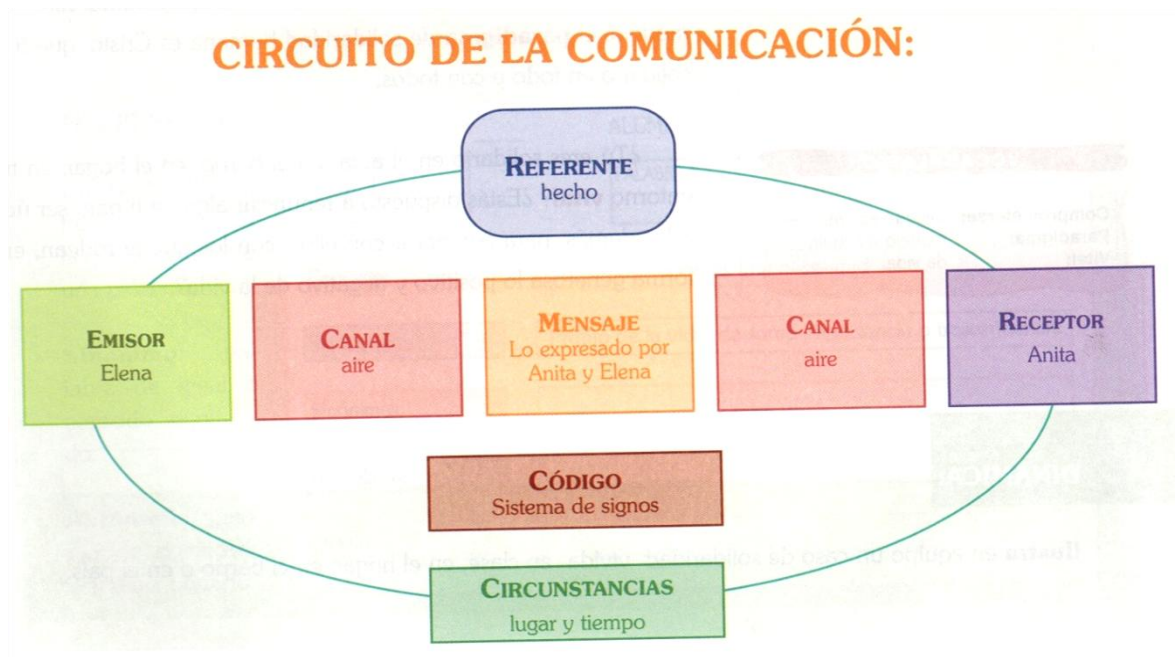 CIRCUITO DE LA COMUNICACIÓN:
REFERENTE
hecho
EMISOR
Elena
CANAL
aire
MENSAJE
Lo expresado por
Anita y Elena
CANAL
aire
RECEPTOR
Anita
CÓDIGO
Sistema de signos
CIRCUNSTANCIAS
lugar y tiempo